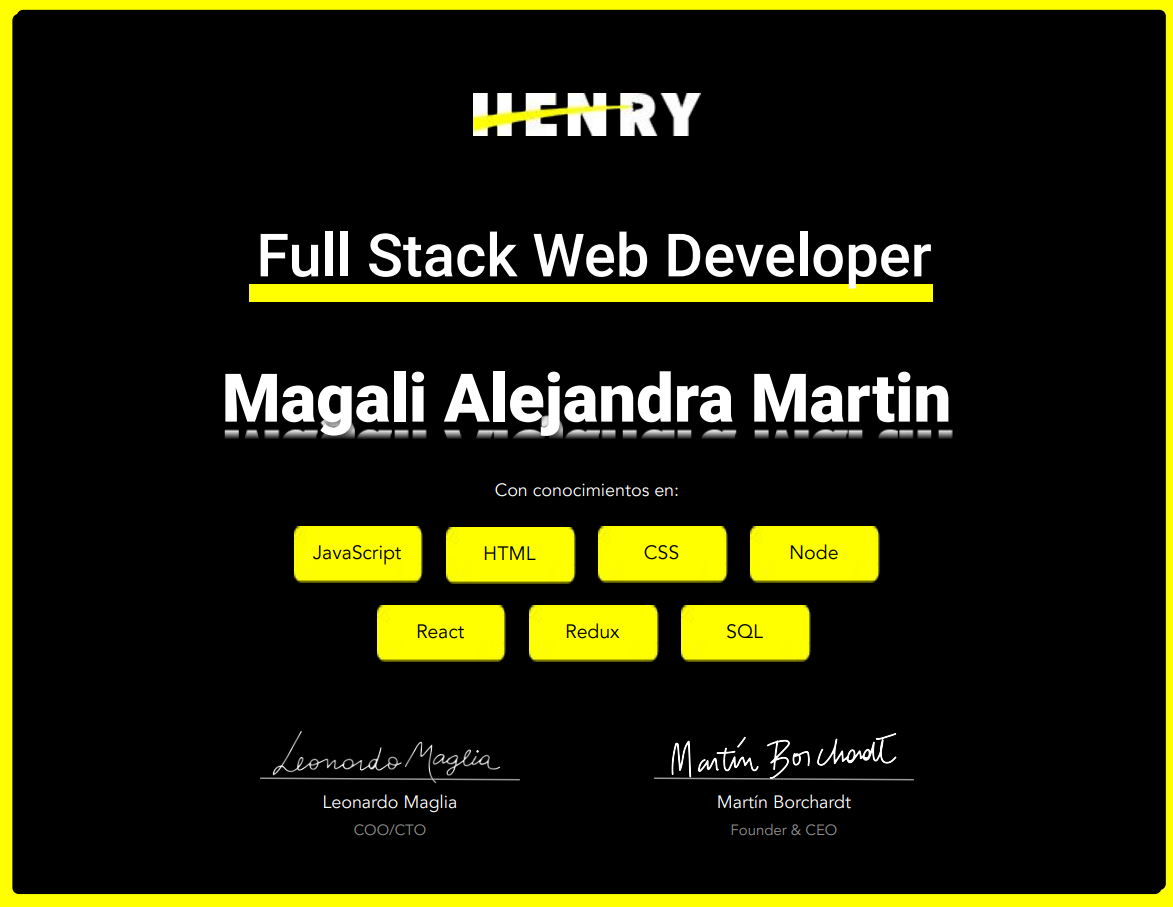 HENRY
Full Stack Web Developer
Magali Alejandra Martin
Con conocimientos en:
JavaScript HTML CSS Node
React Redux SQL
Leonardo Maglia Martín Borchardt
Leonardo Maglia Martín Borchardt
COO/CTO Founder & CEO